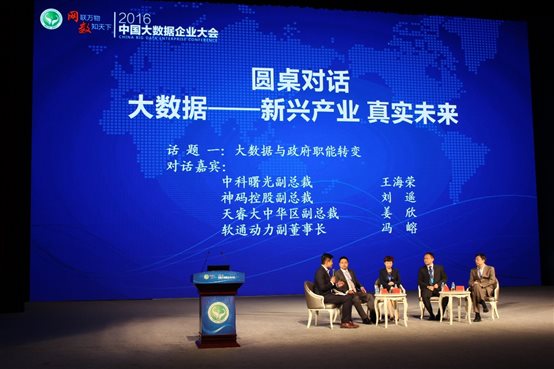 网联万物
数知天下
2016
中国大数据企业大会
CHINA BIG DATA ENTERPRISE CONFERENCE
圆桌对话
大数据——新兴产业 真实未来
话 题 一：大数据与政府职能转变
对话嘉宾：
中科曙光副总裁 王海荣
神码控股副总裁 刘 遥
天睿大中华区副总裁 姜 欣
软通动力副董事长 冯 嵱